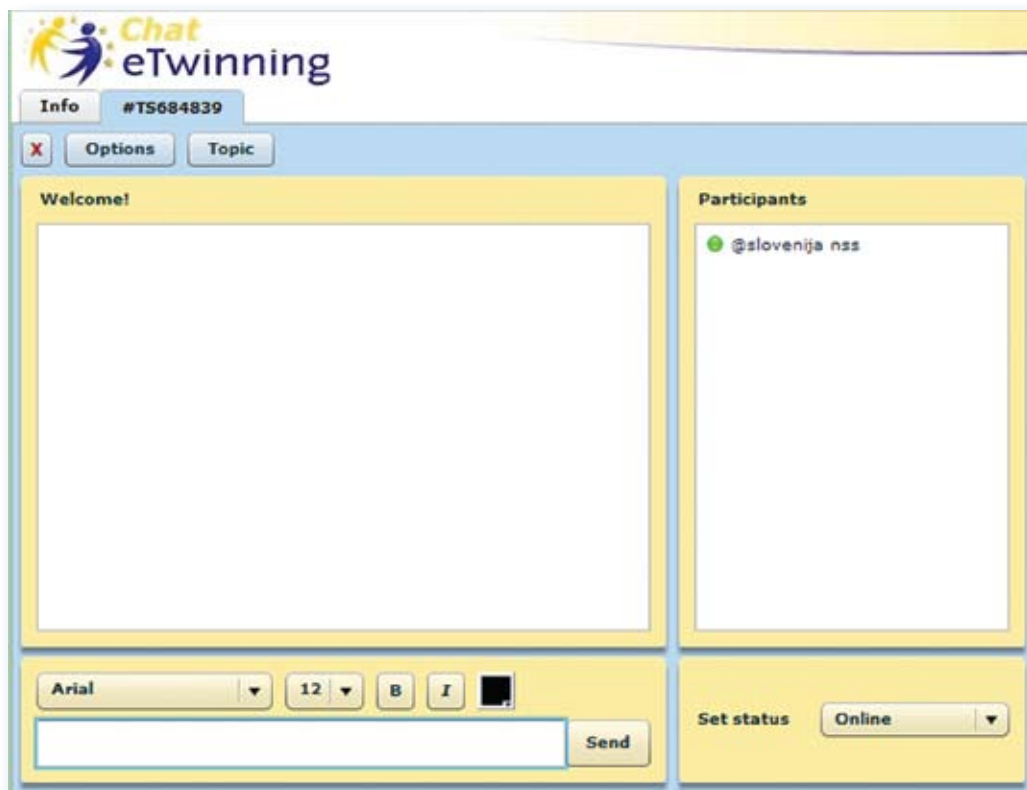 Chat
eTwinning
Info #TS684839
X Options Topic
Welcome!
Participants
@slovenija nss
Arial 12 B I
Send
Set status Online